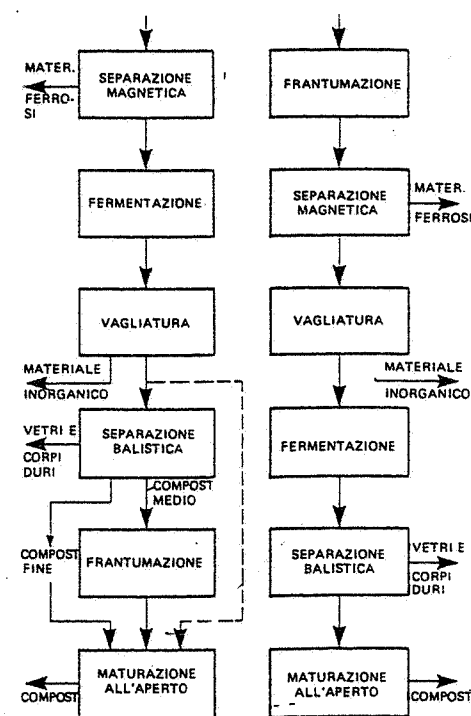 MATER.
FERRO-
SI
SEPARAZIONE
MAGNETICA
FERMENTAZIONE
VAGLIATURA
MATERIALE
INORGANICO
VETRI E
CORPI
DURI
SEPARAZIONE
BALISTICA
COMPOST
MEDIO
COMPOST
FINE
FRANTUMAZIONE
MATURAZIONE
ALL'APERTO
COMPOST
FRANTUMAZIONE
SEPARAZIONE
MAGNETICA
MATER.
FERROSI
VAGLIATURA
MATERIALE
INORGANICO
FERMENTAZIONE
SEPARAZIONE
BALISTICA
VETRI E
CORPI
DURI
MATURAZIONE
ALL'APERTO
COMPOST